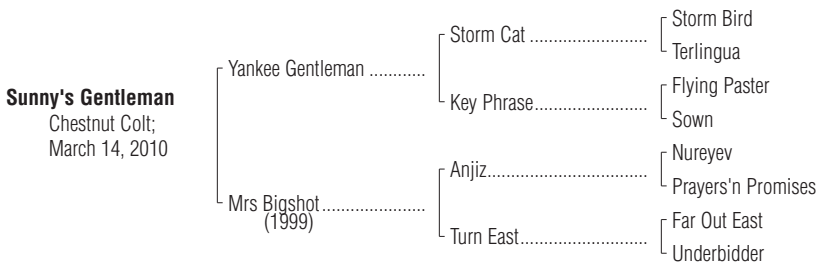 Storm Bird
Storm Cat ....................
Terlingua
Yankee Gentleman ............
Flying Paster
Key Phrase.......................
Sown
Sunny's Gentleman
Chestnut Colt;
March 14, 2010
Nureyev
Anjiz................................
Prayers'n Promises
Mrs Bigshot......................
(1999)
Far Out East
Turn East..........................
Underbidder